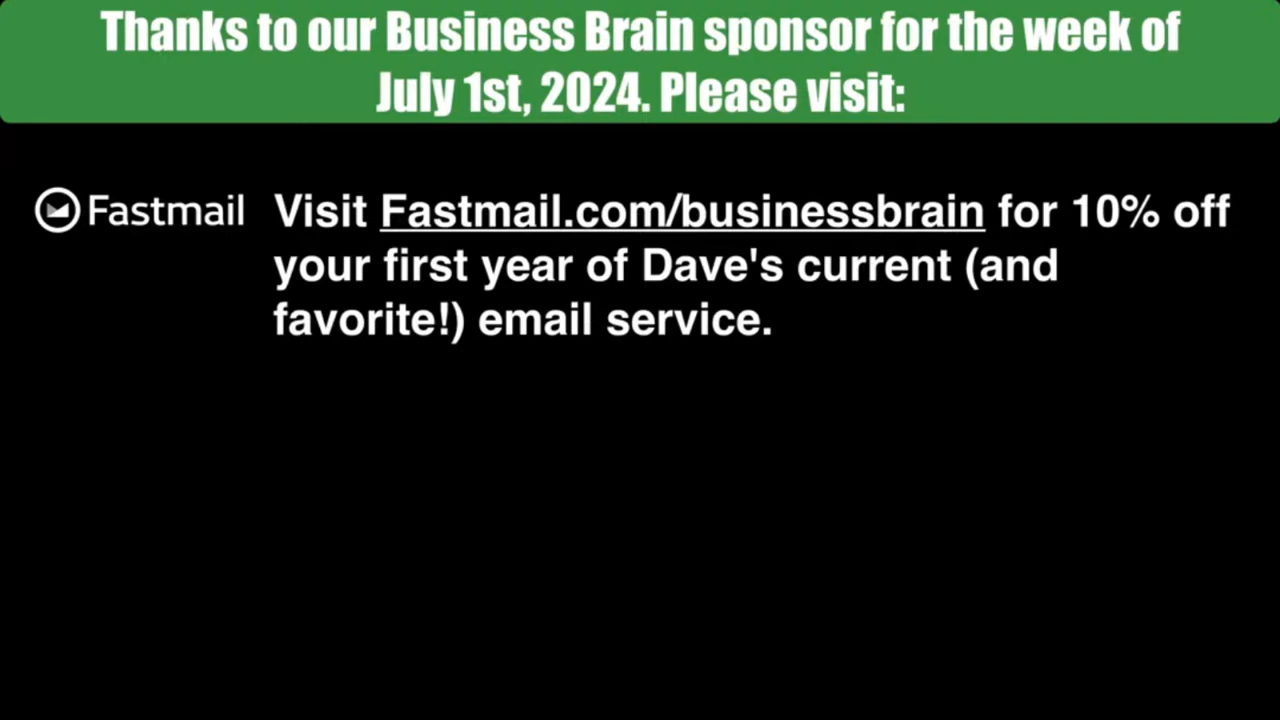 Thanks to our Business Brain sponsor for the week of
July 1st, 2024. Please visit:
Fastmail
Visit Fastmail.com/businessbrain for 10% off
your first year of Dave's current (and
favorite!) email service.